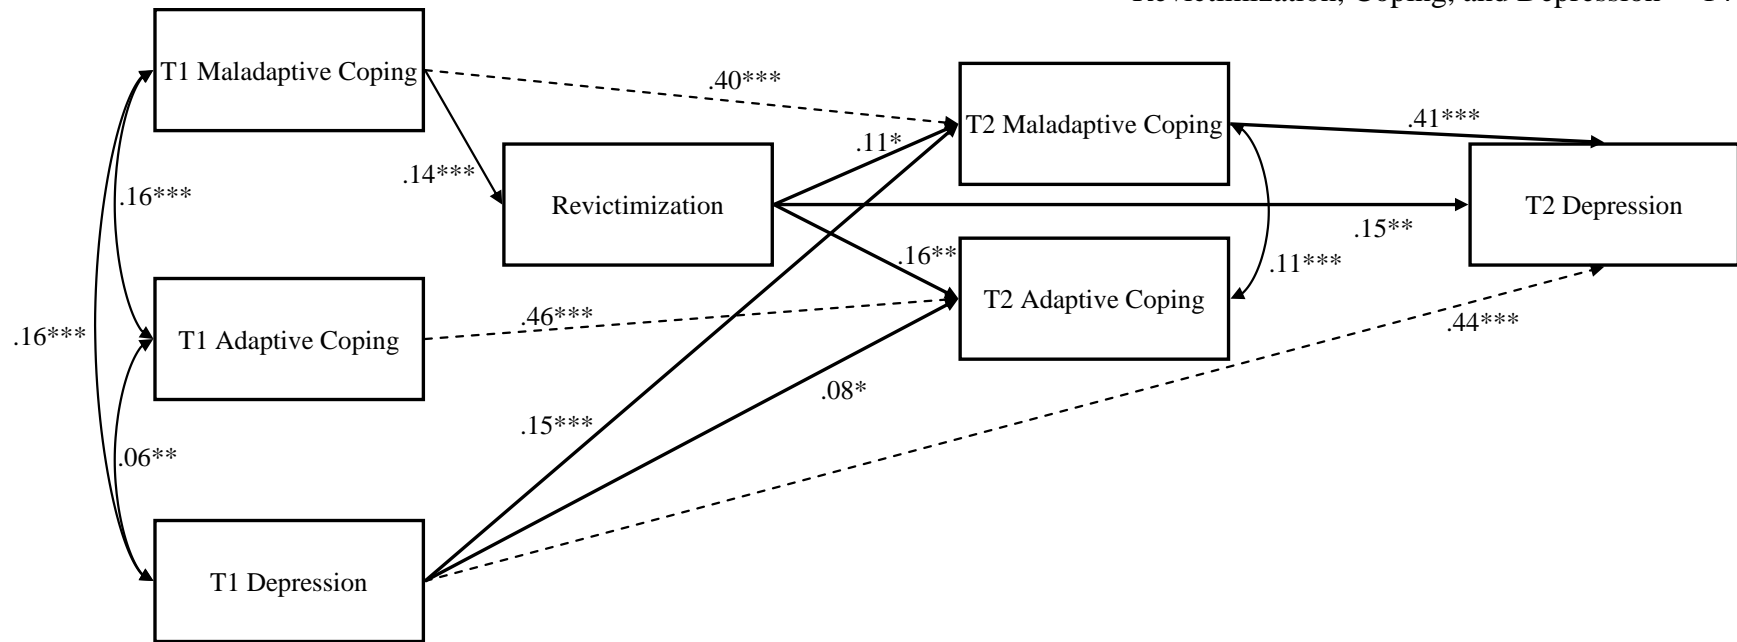 Revictimization, Coping, and Depression
T1 Maladaptive Coping
.40***
T2 Maladaptive Coping
.41***
.11*
.14***
.16***
Revictimization
T2 Depression
.15**
.16**
.11***
T2 Adaptive Coping
.46***
.44***
.16***
T1 Adaptive Coping
.08*
.15***
.06**
T1 Depression